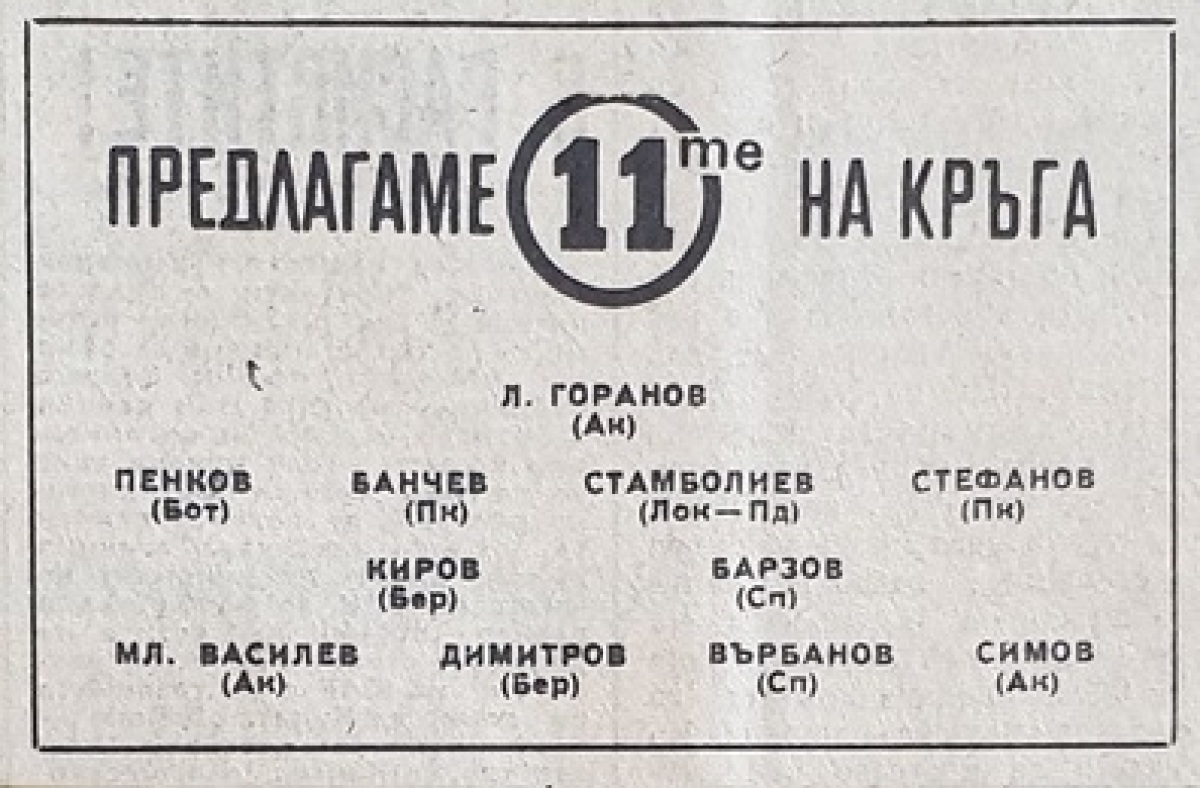 ПРЕДЛАГАМЕ 11те НА КРЪГА
Л. ГОРАНОВ
(Ак)
ПЕНКОВ БАНЧЕВ СТАМБОЛИЕВ СТЕФАНОВ
(Бот) (Пк) (Лок—Пд) (Пк)
КИРОВ БАРЗОВ
(Бер) (Сп)
МЛ. ВАСИЛЕВ ДИМИТРОВ ВЪРБАНОВ СИМОВ
(Ак) (Бер) (Сп) (Ак)